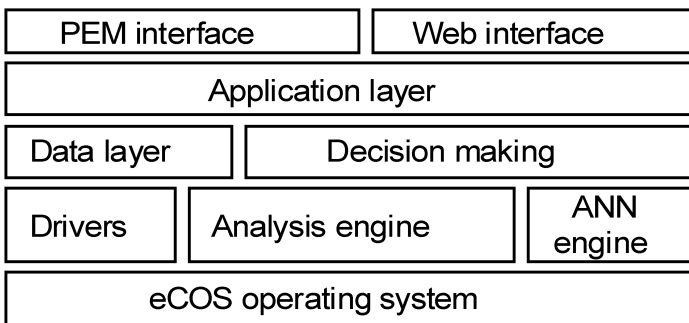 PEM interface
Web interface
Application layer
Data layer
Decision making
Drivers
Analysis engine
ANN
engine
eCOS operating system